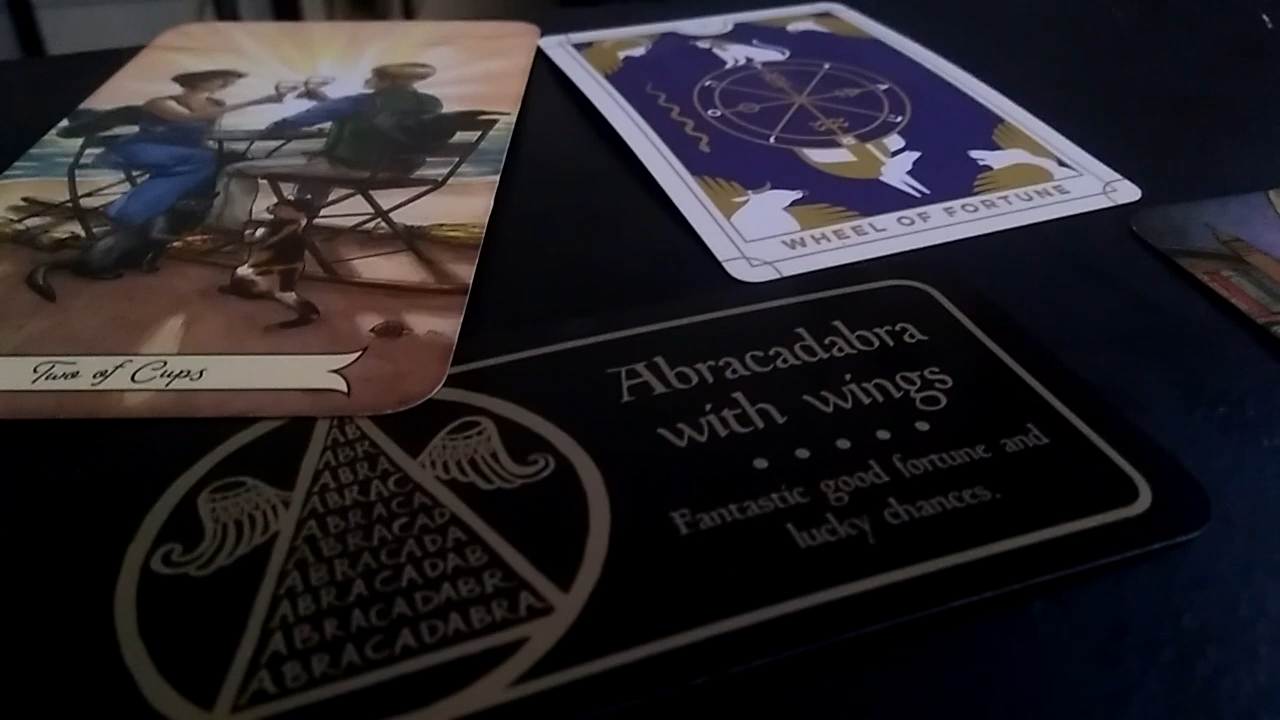 Two of Cups
WHEEL OF FORTUNE
Abracadabra
with wings
Fantastic good fortune and
lucky chances.
AB
ABR
ABRA
ABRAC
ABRACA
ABRACAD
ABRACADA
ABRACADAB
ABRACADABR
ABRACADABRA